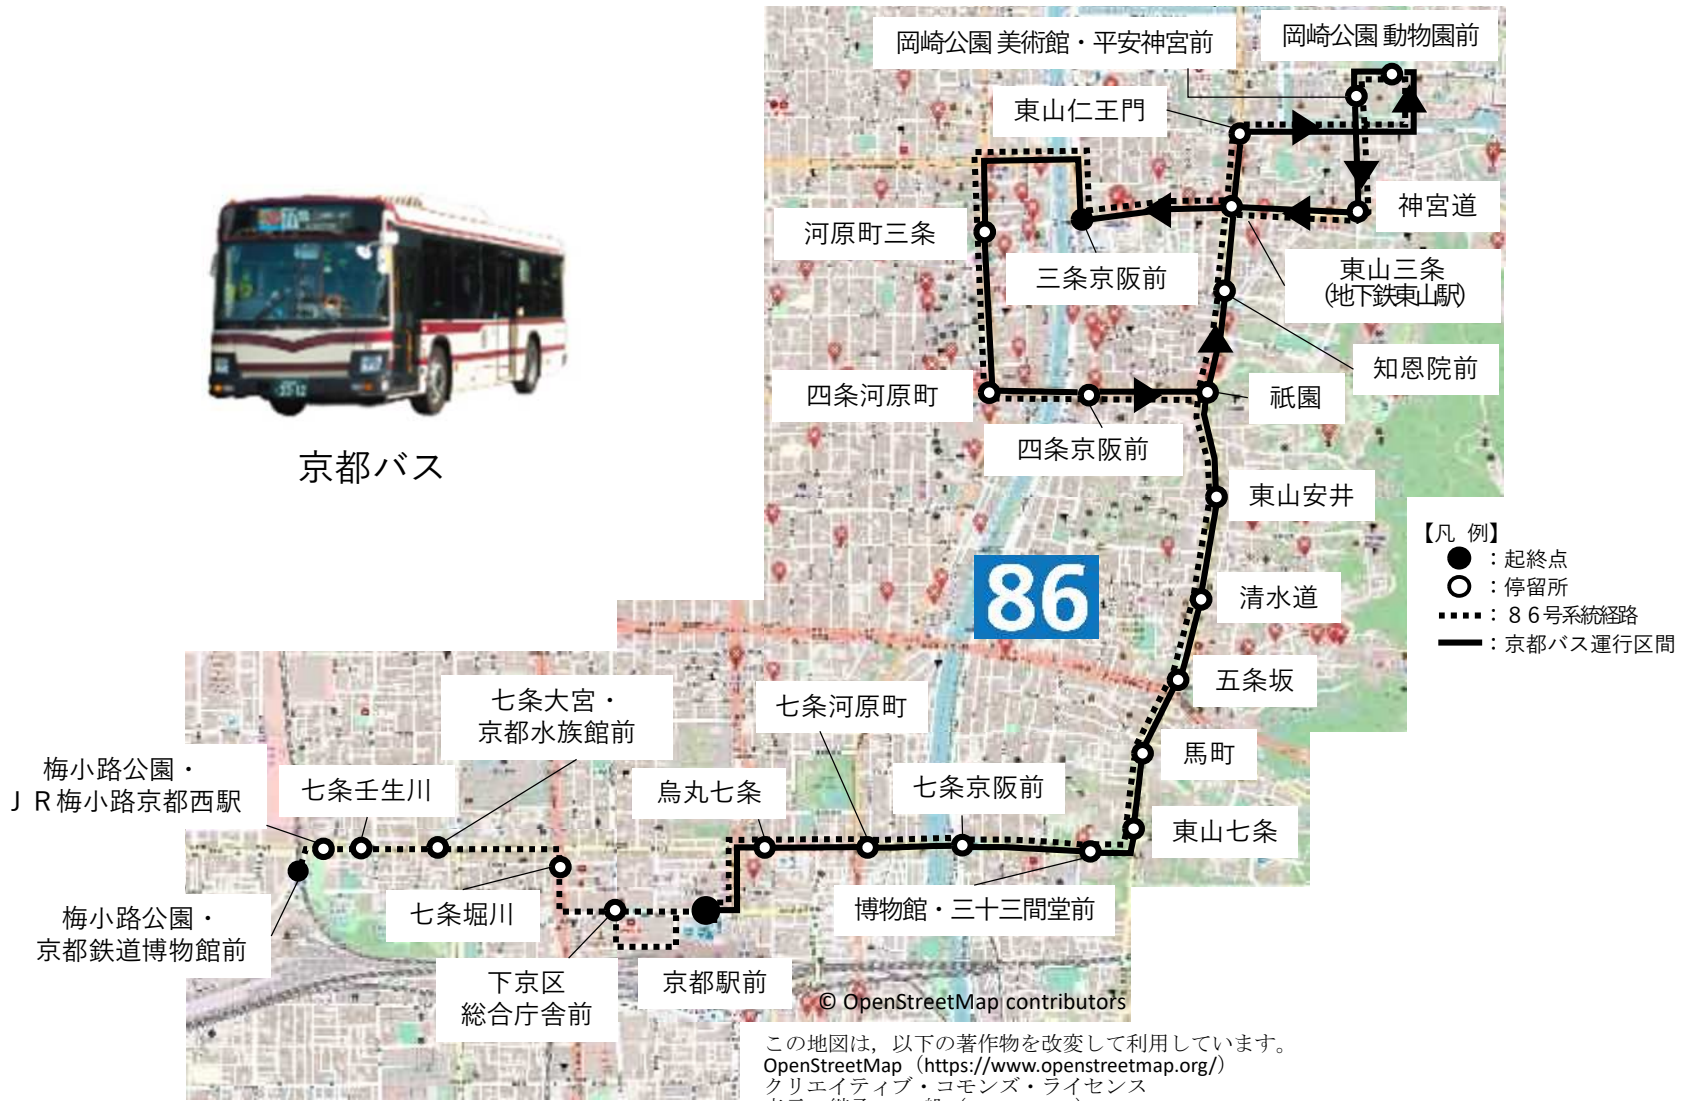 岡崎公園 美術館・平安神宮前
岡崎公園 動物園前
東山仁王門
神宮道
河原町三条
三条京阪前
東山三条
(地下鉄東山駅)
知恩院前
四条河原町
祇園
四条京阪前
京都バス
東山安井
【凡 例】
：起終点
：停留所
：８６号系統経路
：京都バス運行区間
86
清水道
五条坂
七条大宮・
京都水族館前
七条河原町
馬町
梅小路公園・
ＪＲ梅小路京都西駅
七条壬生川
烏丸七条
七条京阪前
東山七条
梅小路公園・
京都鉄道博物館前
七条堀川
博物館・三十三間堂前
下京区
総合庁舎前
京都駅前
© OpenStreetMap contributors
この地図は，以下の著作物を改変して利用しています。
OpenStreetMap（https://www.openstreetmap.org/）
クリエイティブ・コモンズ・ライセンス